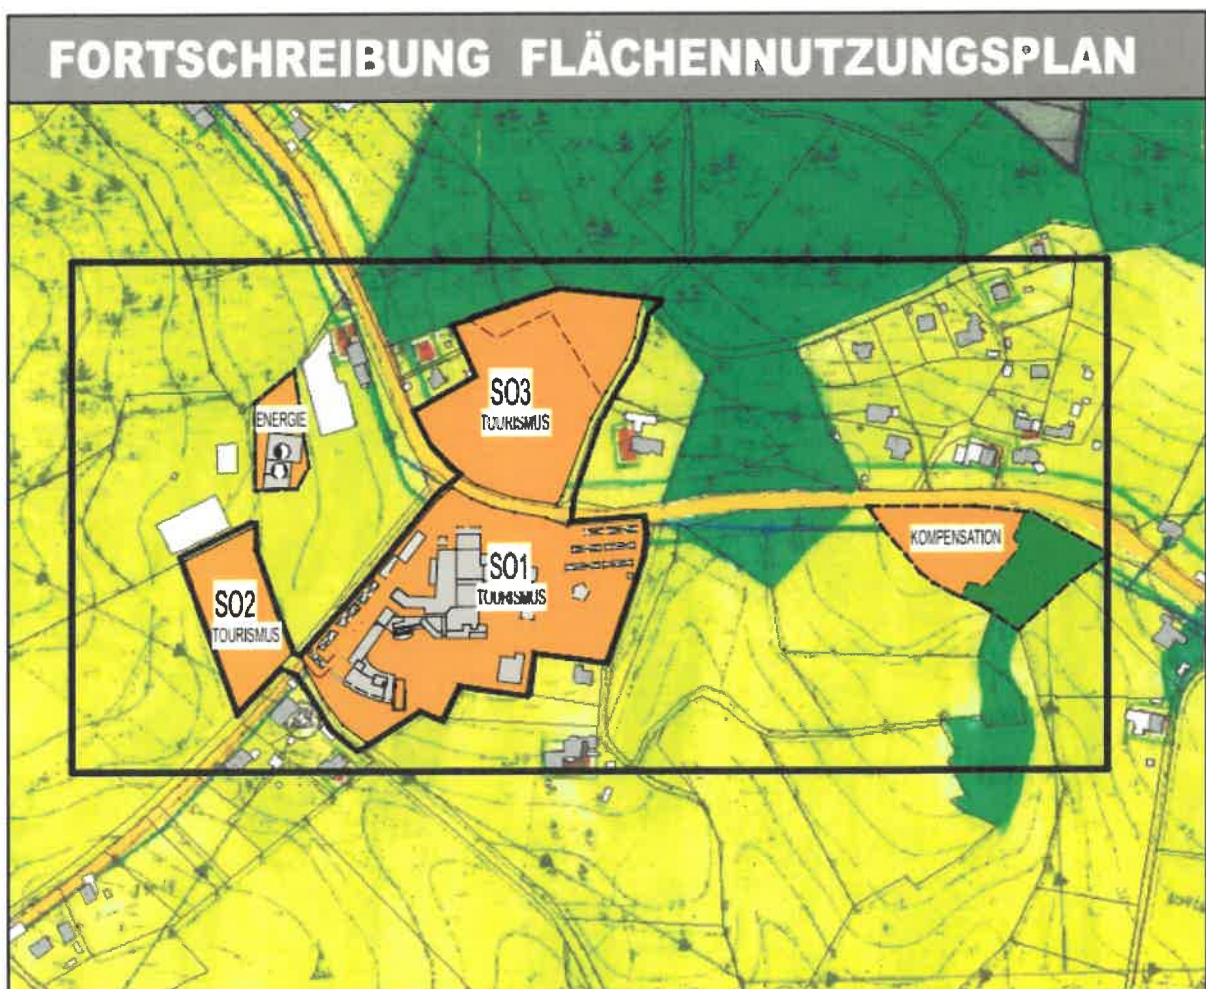 FORTSCHREIBUNG FLÄCHENNUTZUNGSPLAN
SO3
TOURISMUS
ENERGIE
KOMPENSATION
SO1
TOURISMUS
SO2
TOURISMUS